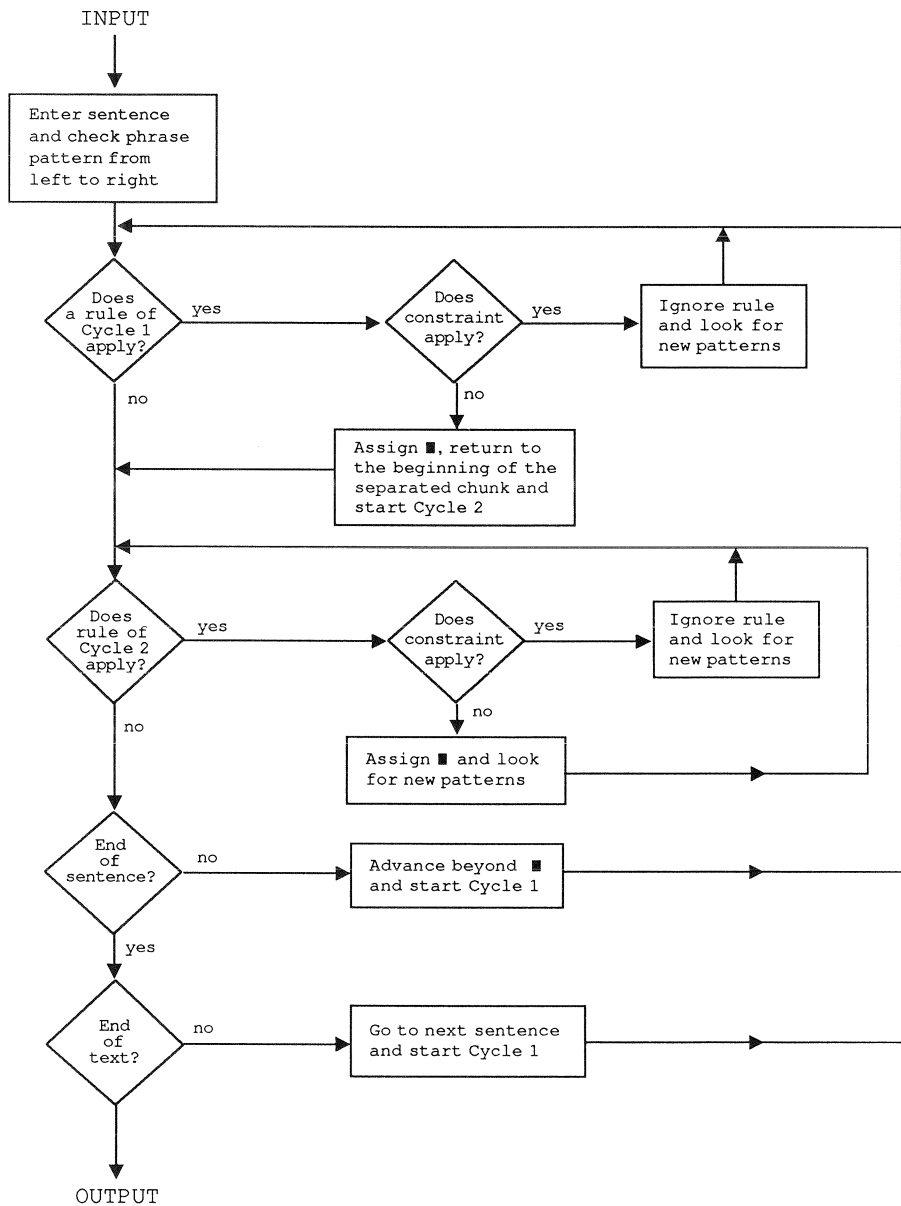 INPUT
Enter sentence
and check phrase
pattern from
left to right
Does
a rule of
Cycle 1
apply?
yes
Does
constraint
apply?
yes
Ignore rule
and look for
new patterns
no
no
Assign ■, return to
the beginning of the
separated chunk and
start Cycle 2
Does
rule of
Cycle 2
apply?
yes
Does
constraint
apply?
yes
Ignore rule
and look for
new patterns
no
no
Assign ■ and look
for new patterns
End
of
sentence?
no
Advance beyond ■
and start Cycle 1
yes
End
of
text?
no
Go to next sentence
and start Cycle 1
OUTPUT